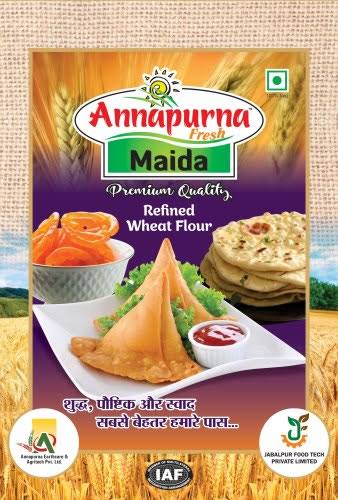 Annapurna
Fresh
Maida
Premium Quality
Refined
Wheat Flour
शुद्ध, पौष्टिक और स्वाद
सबसे बेहतर हमारे पास...
Annapurna Earthcare &
Agritech Pvt. Ltd.
JABALPUR FOOD TECH
PRIVATE LIMITED
IAF